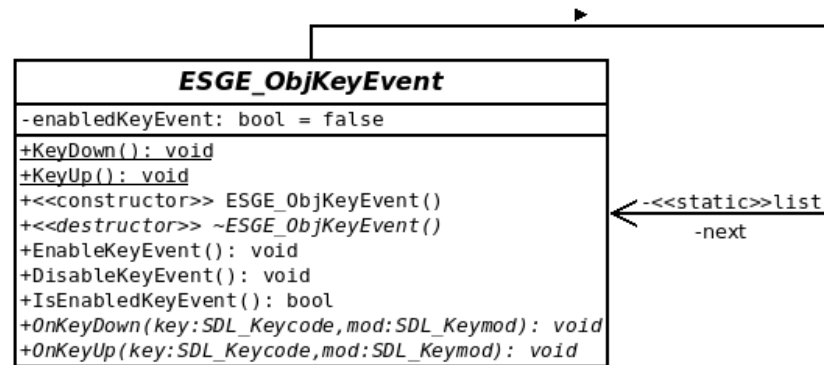 ESGE_ObjKeyEvent
-enabledKeyEvent: bool = false
+KeyDown(): void
+KeyUp(): void
+<<constructor>> ESGE_ObjKeyEvent()
+<<destructor>> ~ESGE_ObjKeyEvent()
+EnableKeyEvent(): void
+DisableKeyEvent(): void
+IsEnabledKeyEvent(): bool
+OnKeyDown(key:SDL_Keycode,mod:SDL_Keymod): void
+OnKeyUp(key:SDL_Keycode,mod:SDL_Keymod): void
-<<static>>list
-next